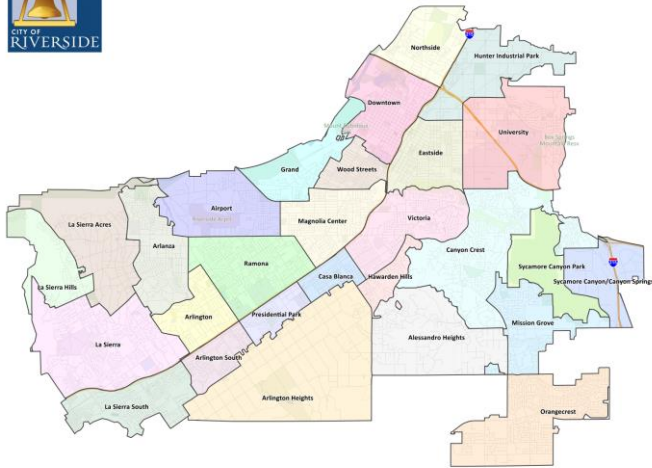 CITY OF
RIVERSIDE
Northside
Hunter Industrial Park
Downtown
University
Eastside
Grand
Wood Streets
Airport
Magnolia Center
Victoria
La Sierra Acres
Arlanza
Canyon Crest
Ramona
Casa Blanca
Hawarden Hills
Sycamore Canyon Park
Sycamore Canyon/Canyon Springs
La Sierra Hills
Arlington
Presidential Park
Mission Grove
La Sierra
Arlington South
Alessandro Heights
La Sierra South
Arlington Heights
Orangecrest